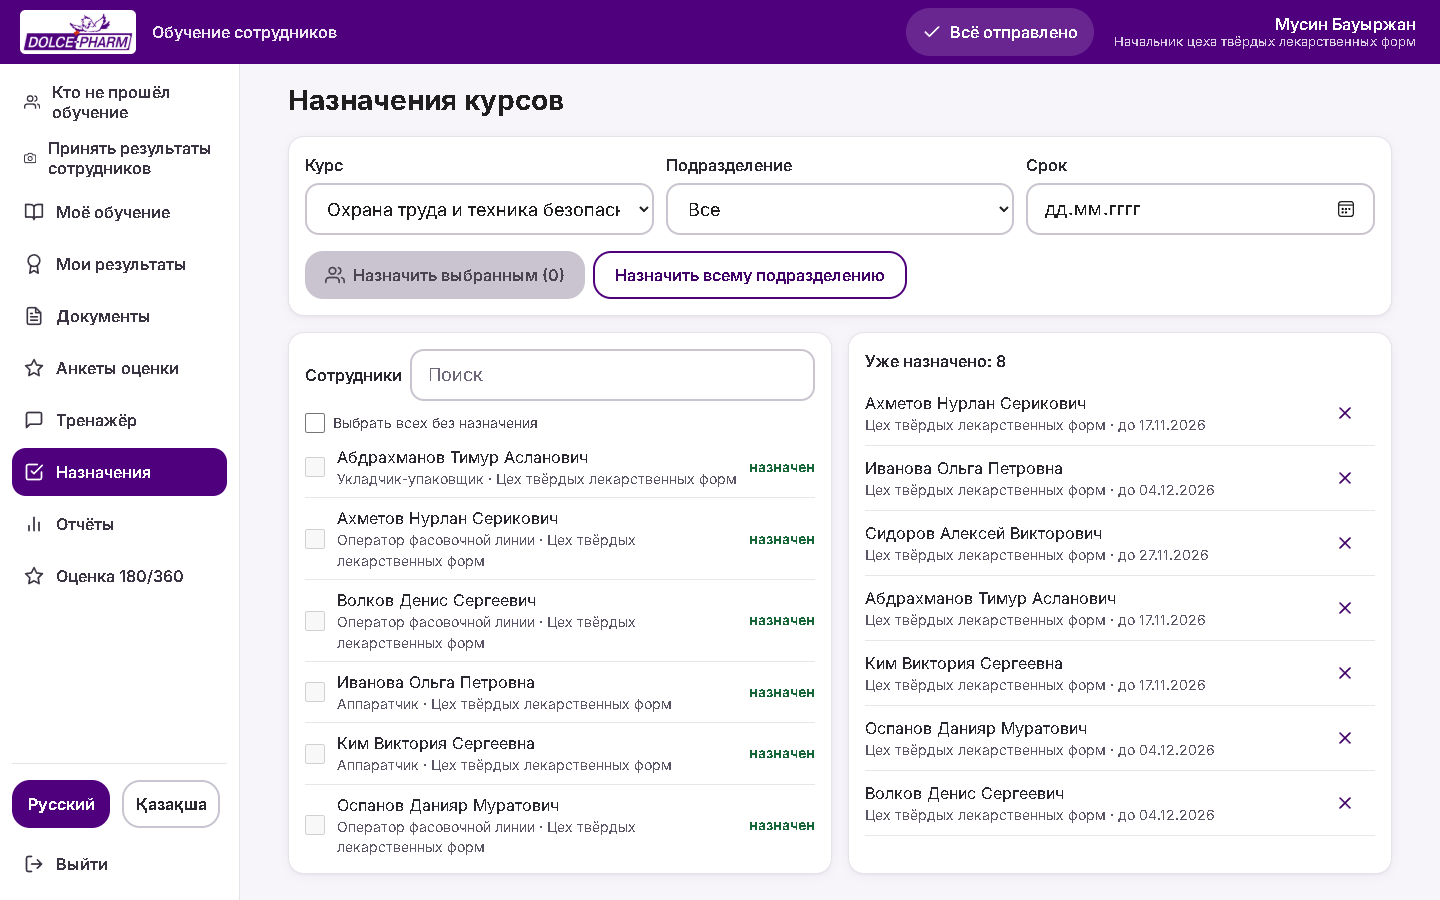 DOLCE-PHARM
Обучение сотрудников
Всё отправлено
Мусин Бауыржан
Начальник цеха твёрдых лекарственных форм
Кто не прошёл
обучение
Принять результаты
сотрудников
Моё обучение
Мои результаты
Документы
Анкеты оценки
Тренажёр
Назначения
Отчёты
Оценка 180/360
Русский
Қазақша
Выйти
Назначения курсов
Курс
Подразделение
Срок
Охрана труда и техника безопасн
Все
дд.мм.гггг
Назначить выбранным (0)
Назначить всему подразделению
Сотрудники
Поиск
Выбрать всех без назначения
Абдрахманов Тимур Асланович
Укладчик-упаковщик · Цех твёрдых лекарственных форм
назначен
Ахметов Нурлан Серикович
Оператор фасовочной линии · Цех твёрдых
лекарственных форм
назначен
Волков Денис Сергеевич
Оператор фасовочной линии · Цех твёрдых
лекарственных форм
назначен
Иванова Ольга Петровна
Аппаратчик · Цех твёрдых лекарственных форм
назначен
Ким Виктория Сергеевна
Аппаратчик · Цех твёрдых лекарственных форм
назначен
Оспанов Данияр Муратович
Оператор фасовочной линии · Цех твёрдых
лекарственных форм
назначен
Уже назначено: 8
Ахметов Нурлан Серикович
Цех твёрдых лекарственных форм · до 17.11.2026
Иванова Ольга Петровна
Цех твёрдых лекарственных форм · до 04.12.2026
Сидоров Алексей Викторович
Цех твёрдых лекарственных форм · до 27.11.2026
Абдрахманов Тимур Асланович
Цех твёрдых лекарственных форм · до 17.11.2026
Ким Виктория Сергеевна
Цех твёрдых лекарственных форм · до 17.11.2026
Оспанов Данияр Муратович
Цех твёрдых лекарственных форм · до 04.12.2026
Волков Денис Сергеевич
Цех твёрдых лекарственных форм · до 04.12.2026